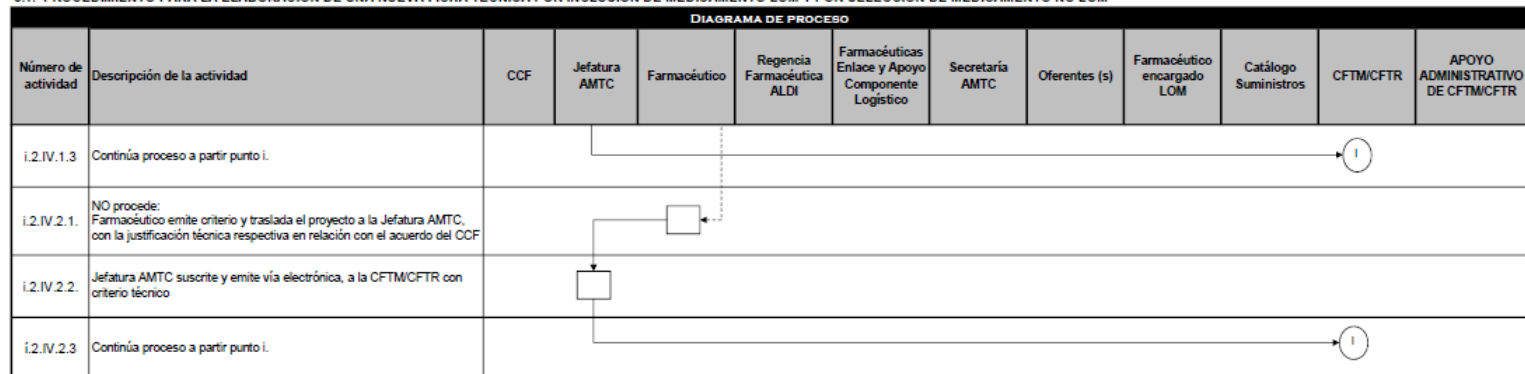 DIAGRAMA DE PROCESO
Número de
actividad
Descripción de la actividad
CCF
Jefatura
AMTC
Farmacéutico
Regencia
Farmacéutica
ALDI
Farmacéuticas
Enlace y Apoyo
Componente
Logístico
Secretaría
AMTC
Oferentes (s)
Farmacéutico
encargado
LOM
Catálogo
Suministros
CFTM/CFTR
APOYO
ADMINISTRATIVO
DE CFTM/CFTR
i.2.IV.1.3
Continúa proceso a partir punto i.
I
i.2.IV.2.1.
NO procede:
Farmacéutico emite criterio y traslada el proyecto a la Jefatura AMTC,
con la justificación técnica respectiva en relación con el acuerdo del CCF
i.2.IV.2.2.
Jefatura AMTC suscrite y emite vía electrónica, a la CFTM/CFTR con
criterio técnico
i.2.IV.2.3
Continúa proceso a partir punto i.
I